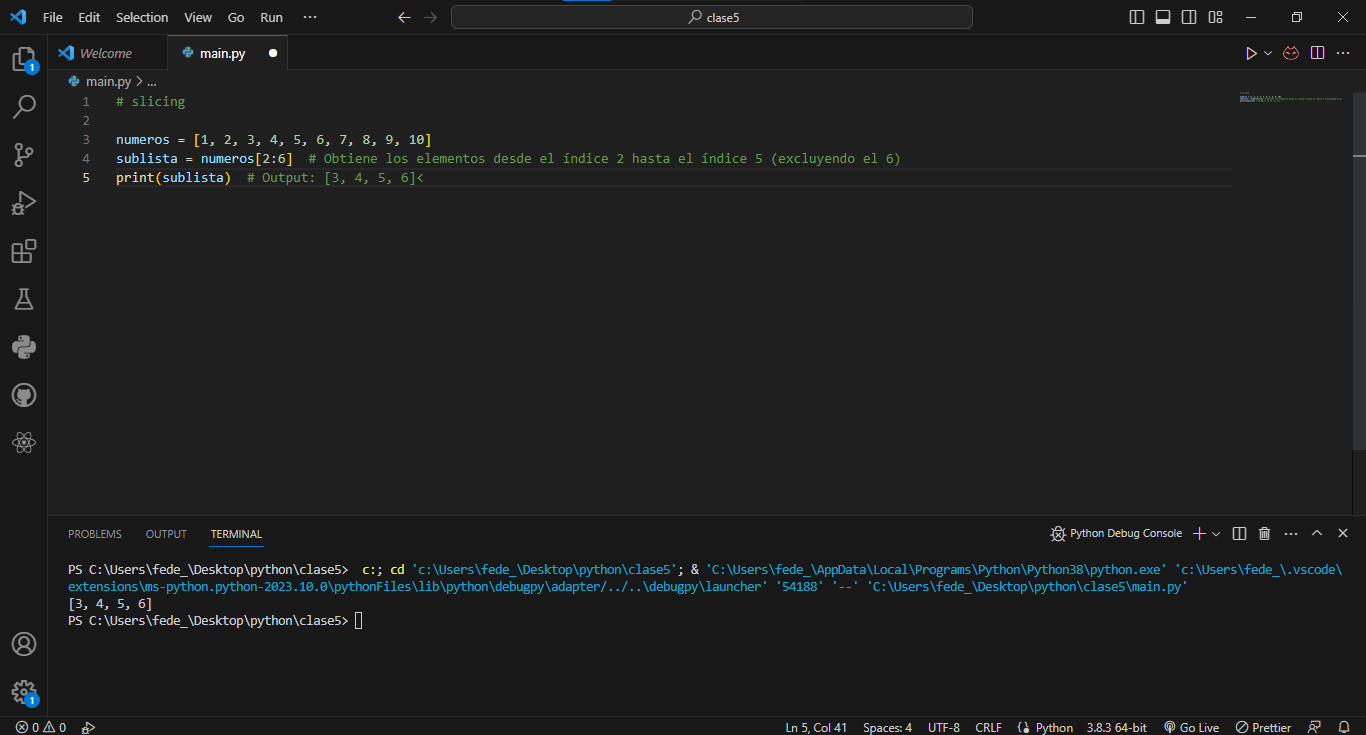 File Edit Selection View Go Run ···
clase5
Welcome
main.py
main.py > ...
1 # slicing
2
3 numeros = [1, 2, 3, 4, 5, 6, 7, 8, 9, 10]
4 sublista = numeros[2:6]  # Obtiene los elementos desde el índice 2 hasta el índice 5 (excluyendo el 6)
5 print(sublista)  # Output: [3, 4, 5, 6]<
1
PROBLEMS OUTPUT TERMINAL
Python Debug Console
PS C:\Users\fede_\Desktop\python\clase5>  c:; cd 'c:\Users\fede_\Desktop\python\clase5'; & 'C:\Users\fede_\AppData\Local\Programs\Python\Python38\python.exe' 'c:\Users\fede_\.vscode\
extensions\ms-python.python-2023.10.0\pythonFiles\lib\python\debugpy\adapter/../..\debugpy\launcher' '54188' '--' 'C:\Users\fede_\Desktop\python\clase5\main.py'
[3, 4, 5, 6]
PS C:\Users\fede_\Desktop\python\clase5>
1
0 0
Ln 5, Col 41 Spaces: 4 UTF-8 CRLF Python 3.8.3 64-bit Go Live Prettier